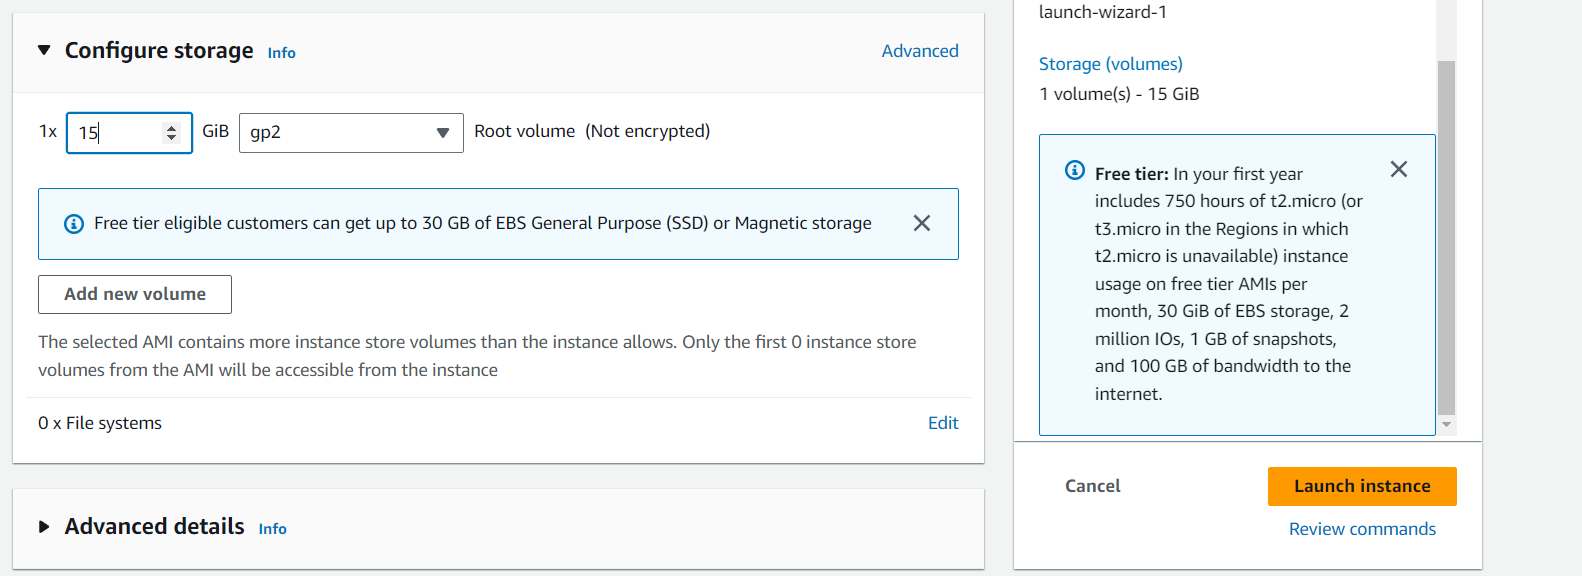 Configure storage Info
Advanced
1x 15 GiB gp2 Root volume (Not encrypted)
Free tier eligible customers can get up to 30 GB of EBS General Purpose (SSD) or Magnetic storage
Add new volume
The selected AMI contains more instance store volumes than the instance allows. Only the first 0 instance store
volumes from the AMI will be accessible from the instance
0 x File systems
Edit
Advanced details Info
launch-wizard-1
Storage (volumes)
1 volume(s) - 15 GiB
Free tier: In your first year
includes 750 hours of t2.micro (or
t3.micro in the Regions in which
t2.micro is unavailable) instance
usage on free tier AMIs per
month, 30 GiB of EBS storage, 2
million IOs, 1 GB of snapshots,
and 100 GB of bandwidth to the
internet.
Cancel
Launch instance
Review commands